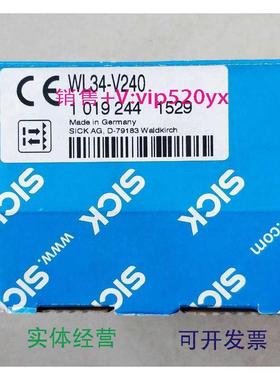 CE WL34-V240
销售+V:vip520yx
1 019 244 1529
Made in Germany
SICK AG, D-79183 Waldkirch
SICK
SICK
SICK
.com
实体经营
可开发票